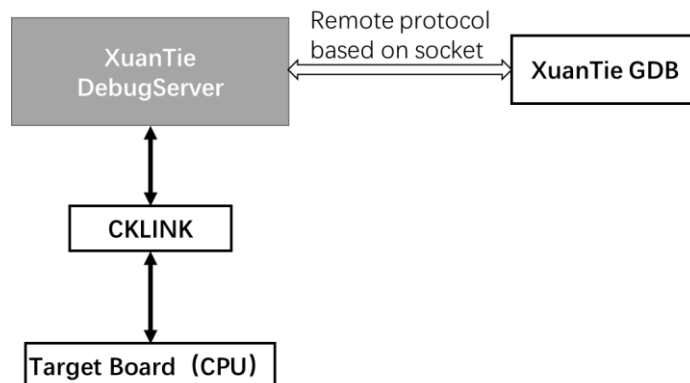 XuanTie
DebugServer
Remote protocol
based on socket
XuanTie GDB
CKLINK
Target Board（CPU）